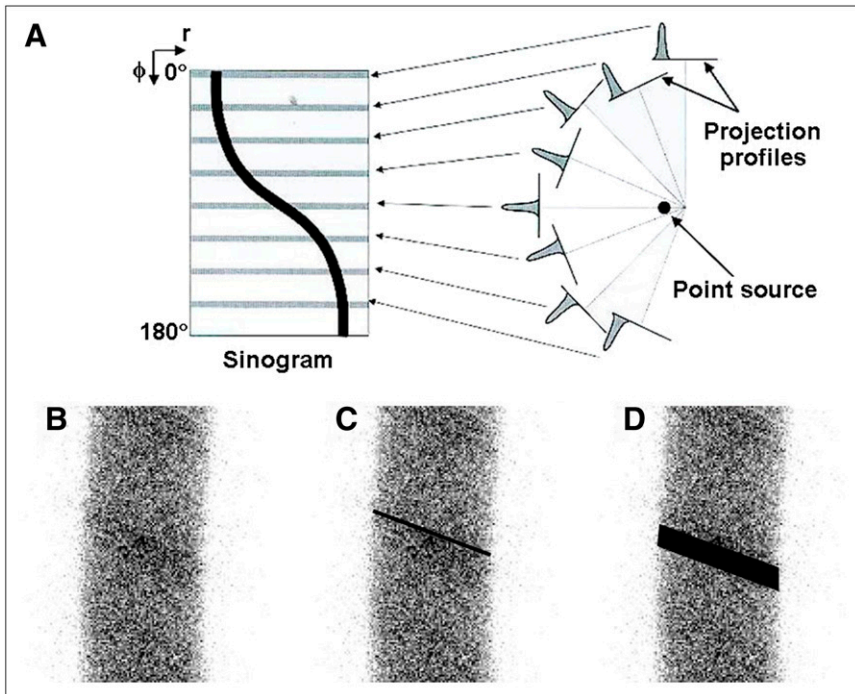 A
r
ϕ
0°
Projection
profiles
Point source
180°
Sinogram
B
C
D